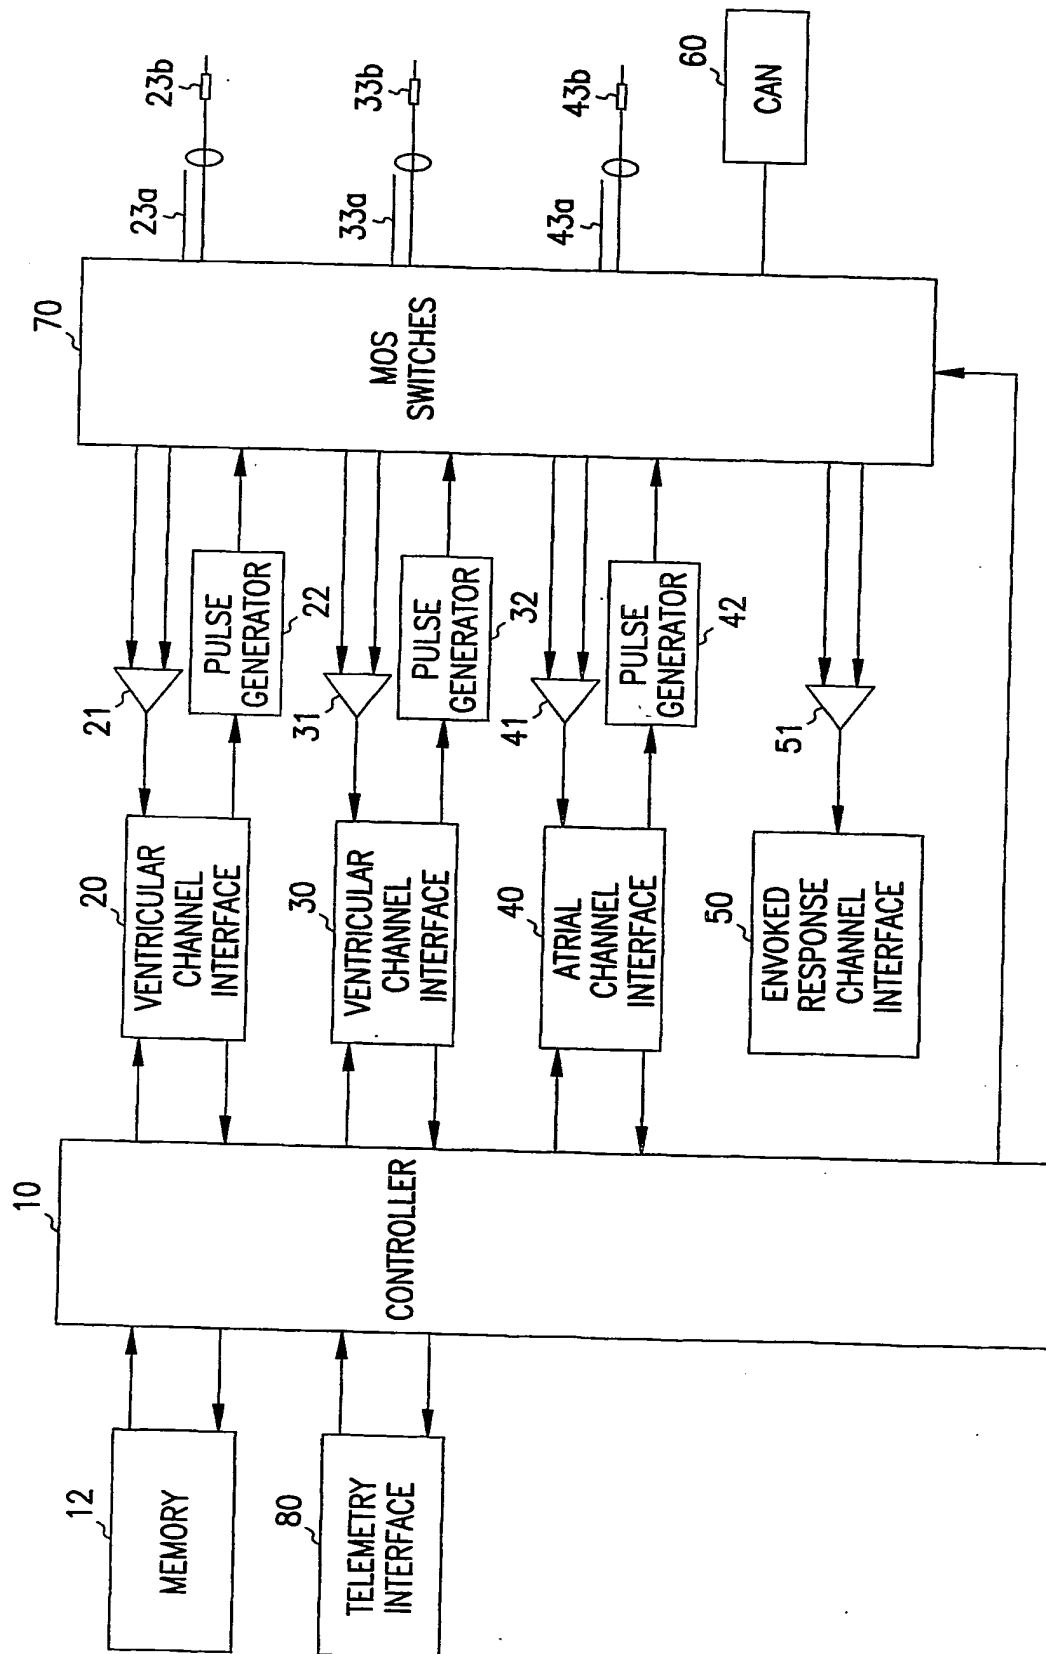 12
MEMORY
80
TELEMETRY
INTERFACE
10
CONTROLLER
20
VENTRICULAR
CHANNEL
INTERFACE
21
PULSE
GENERATOR
22
30
VENTRICULAR
CHANNEL
INTERFACE
31
PULSE
GENERATOR
32
40
ATRIAL
CHANNEL
INTERFACE
41
PULSE
GENERATOR
42
50
ENVOKED
RESPONSE
CHANNEL
INTERFACE
51
70
MOS
SWITCHES
23a
23b
33a
33b
43a
43b
60
CAN